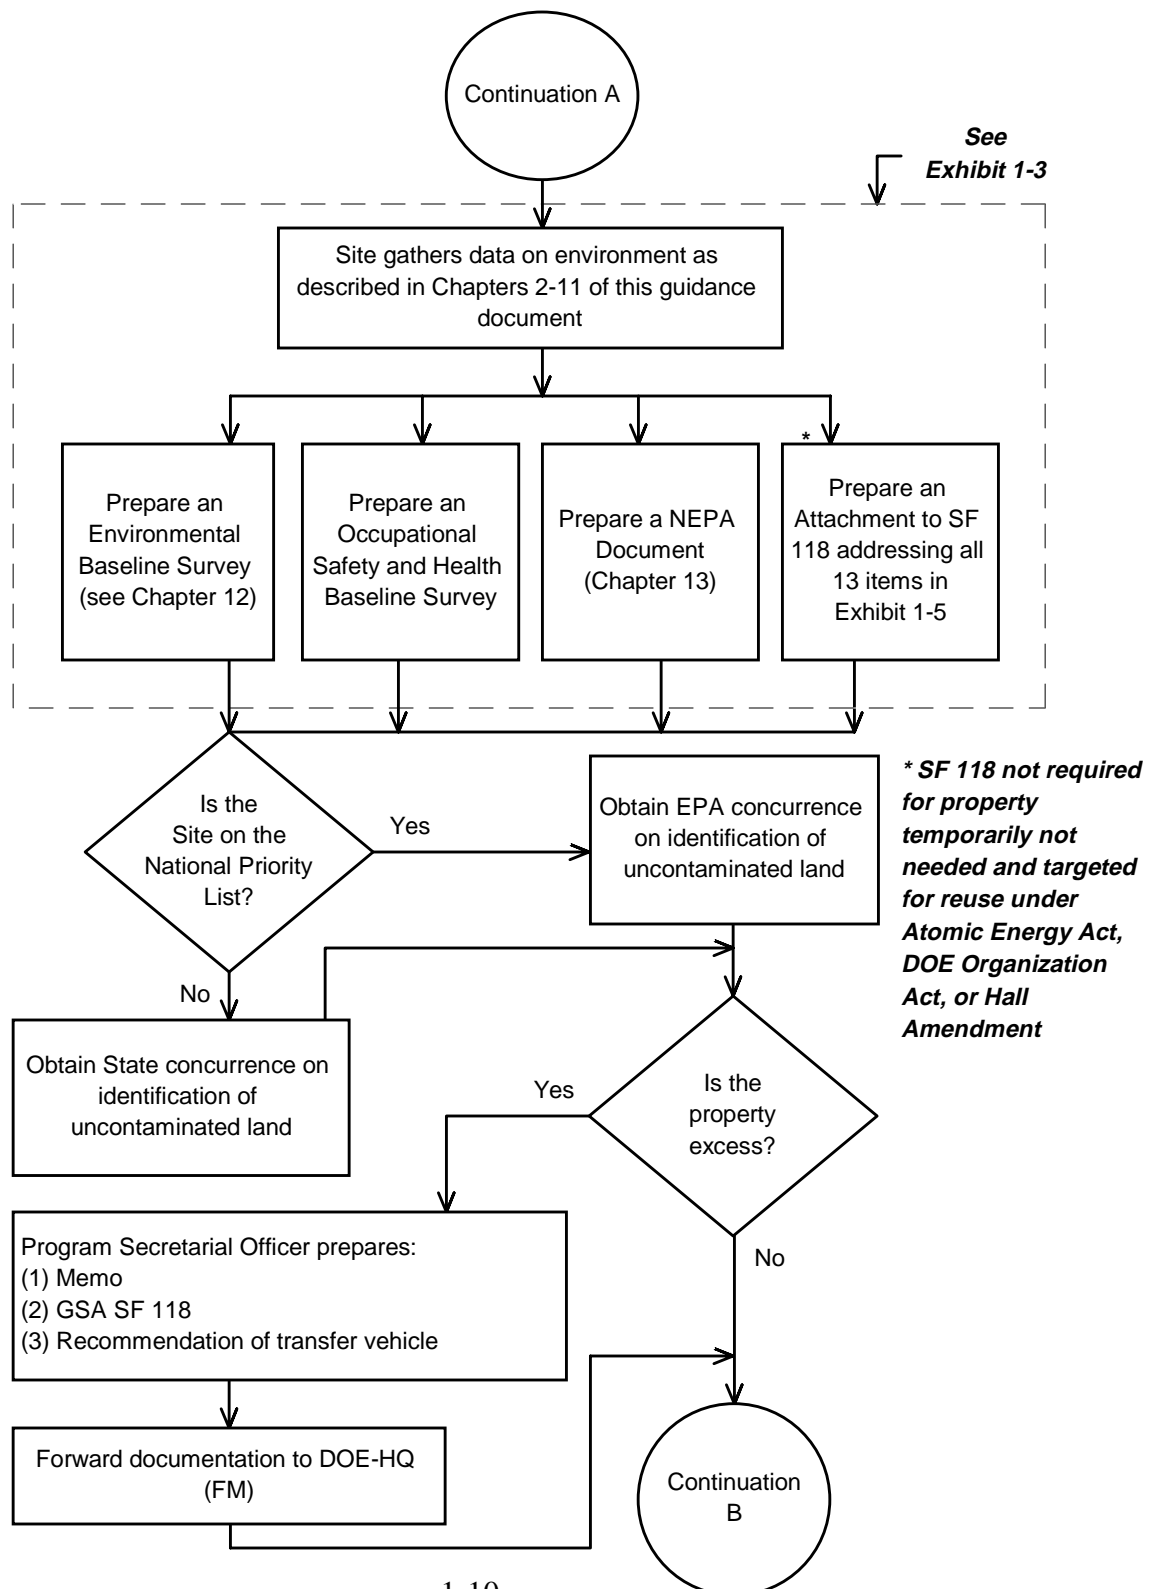 Continuation A
See
Exhibit 1-3
Site gathers data on environment as
described in Chapters 2-11 of this guidance
document
Prepare an
Environmental
Baseline Survey
(see Chapter 12)
Prepare an
Occupational
Safety and Health
Baseline Survey
Prepare a NEPA
Document
(Chapter 13)
*
Prepare an
Attachment to SF
118 addressing all
13 items in
Exhibit 1-5
Is the
Site on the
National Priority
List?
Yes
Obtain EPA concurrence
on identification of
uncontaminated land
* SF 118 not required
for property
temporarily not
needed and targeted
for reuse under
Atomic Energy Act,
DOE Organization
Act, or Hall
Amendment
No
Obtain State concurrence on
identification of
uncontaminated land
Is the
property
excess?
Yes
No
Program Secretarial Officer prepares:
(1) Memo
(2) GSA SF 118
(3) Recommendation of transfer vehicle
Forward documentation to DOE-HQ
(FM)
Continuation
B
1-10